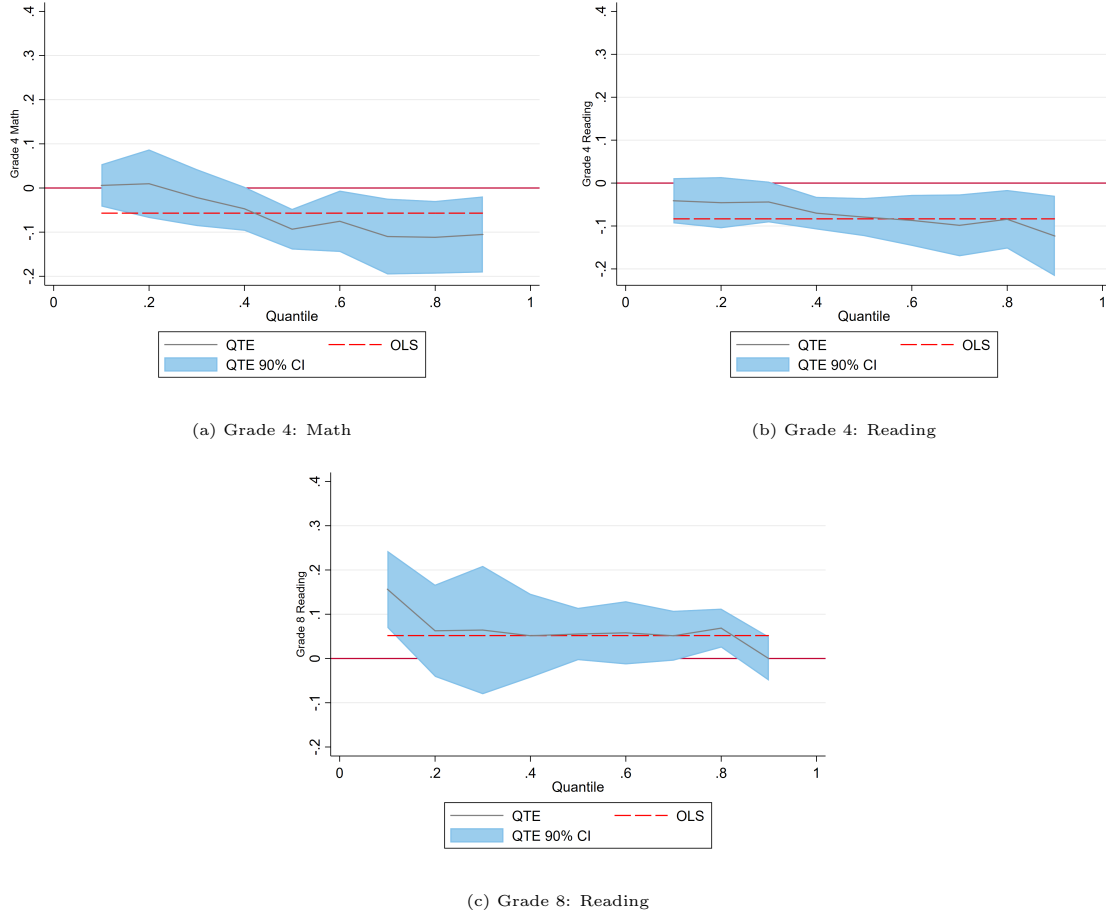 Grade 4 Math
.4
.3
.2
.1
0
-.1
-.2
0 .2 .4 .6 .8 1
Quantile
QTE OLS
QTE 90% CI
(a) Grade 4: Math
Grade 4 Reading
.4
.3
.2
.1
0
-.1
-.2
0 .2 .4 .6 .8 1
Quantile
QTE OLS
QTE 90% CI
(b) Grade 4: Reading
Grade 8 Reading
.4
.3
.2
.1
0
-.1
-.2
0 .2 .4 .6 .8 1
Quantile
QTE OLS
QTE 90% CI
(c) Grade 8: Reading